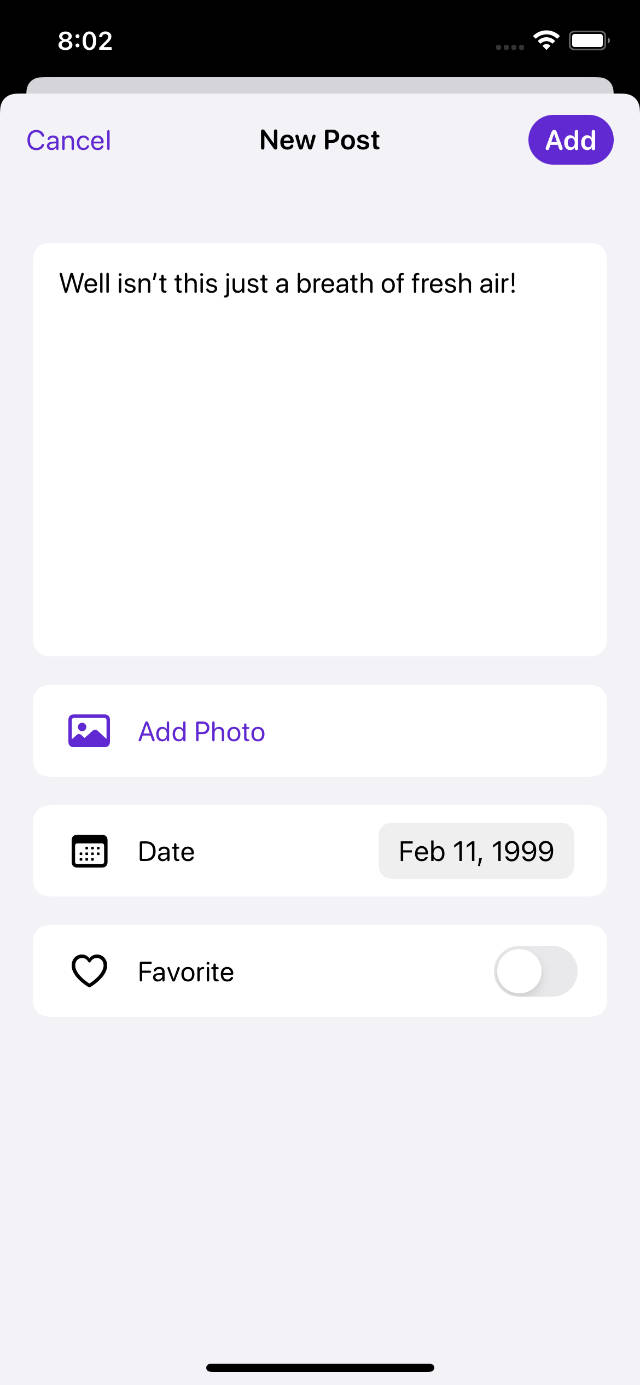 8:02
Cancel
New Post
Add
Well isn’t this just a breath of fresh air!
Add Photo
Date
Feb 11, 1999
Favorite